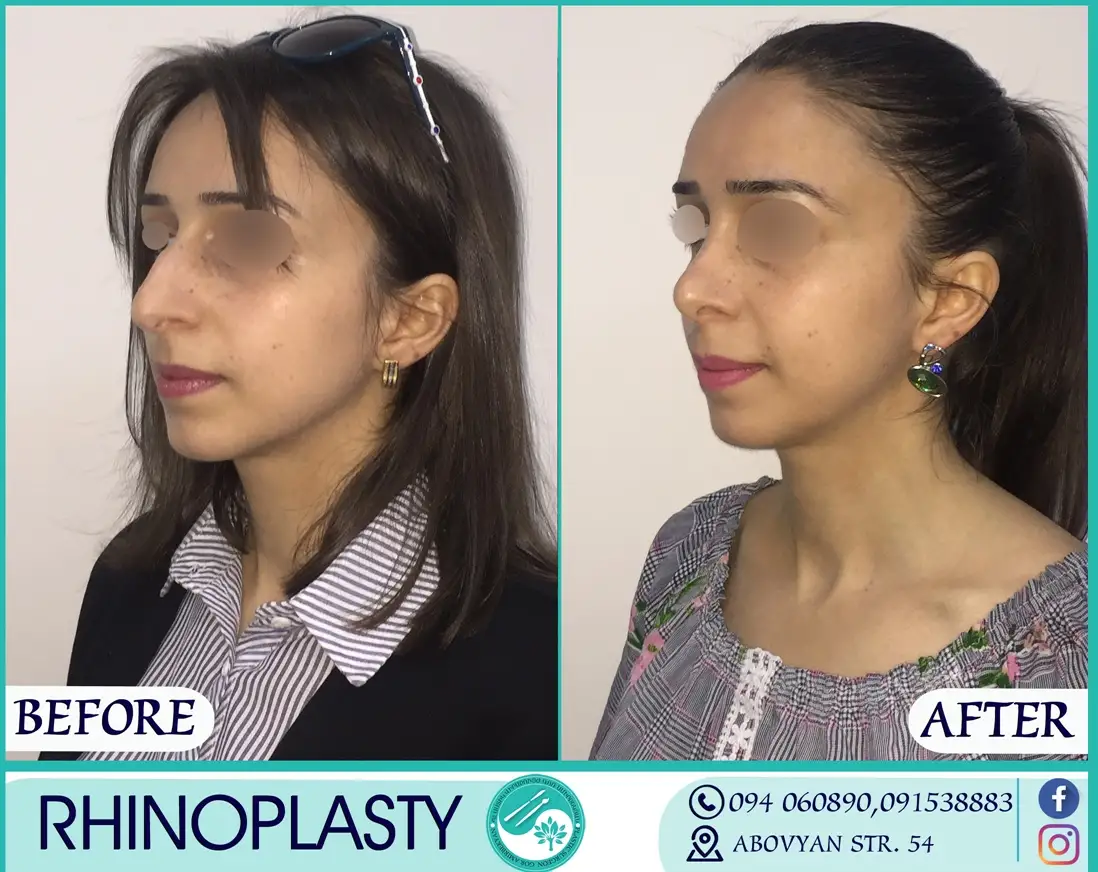 BEFORE
AFTER
RHINOPLASTY
094 060890,091538883
ABOVYAN STR. 54